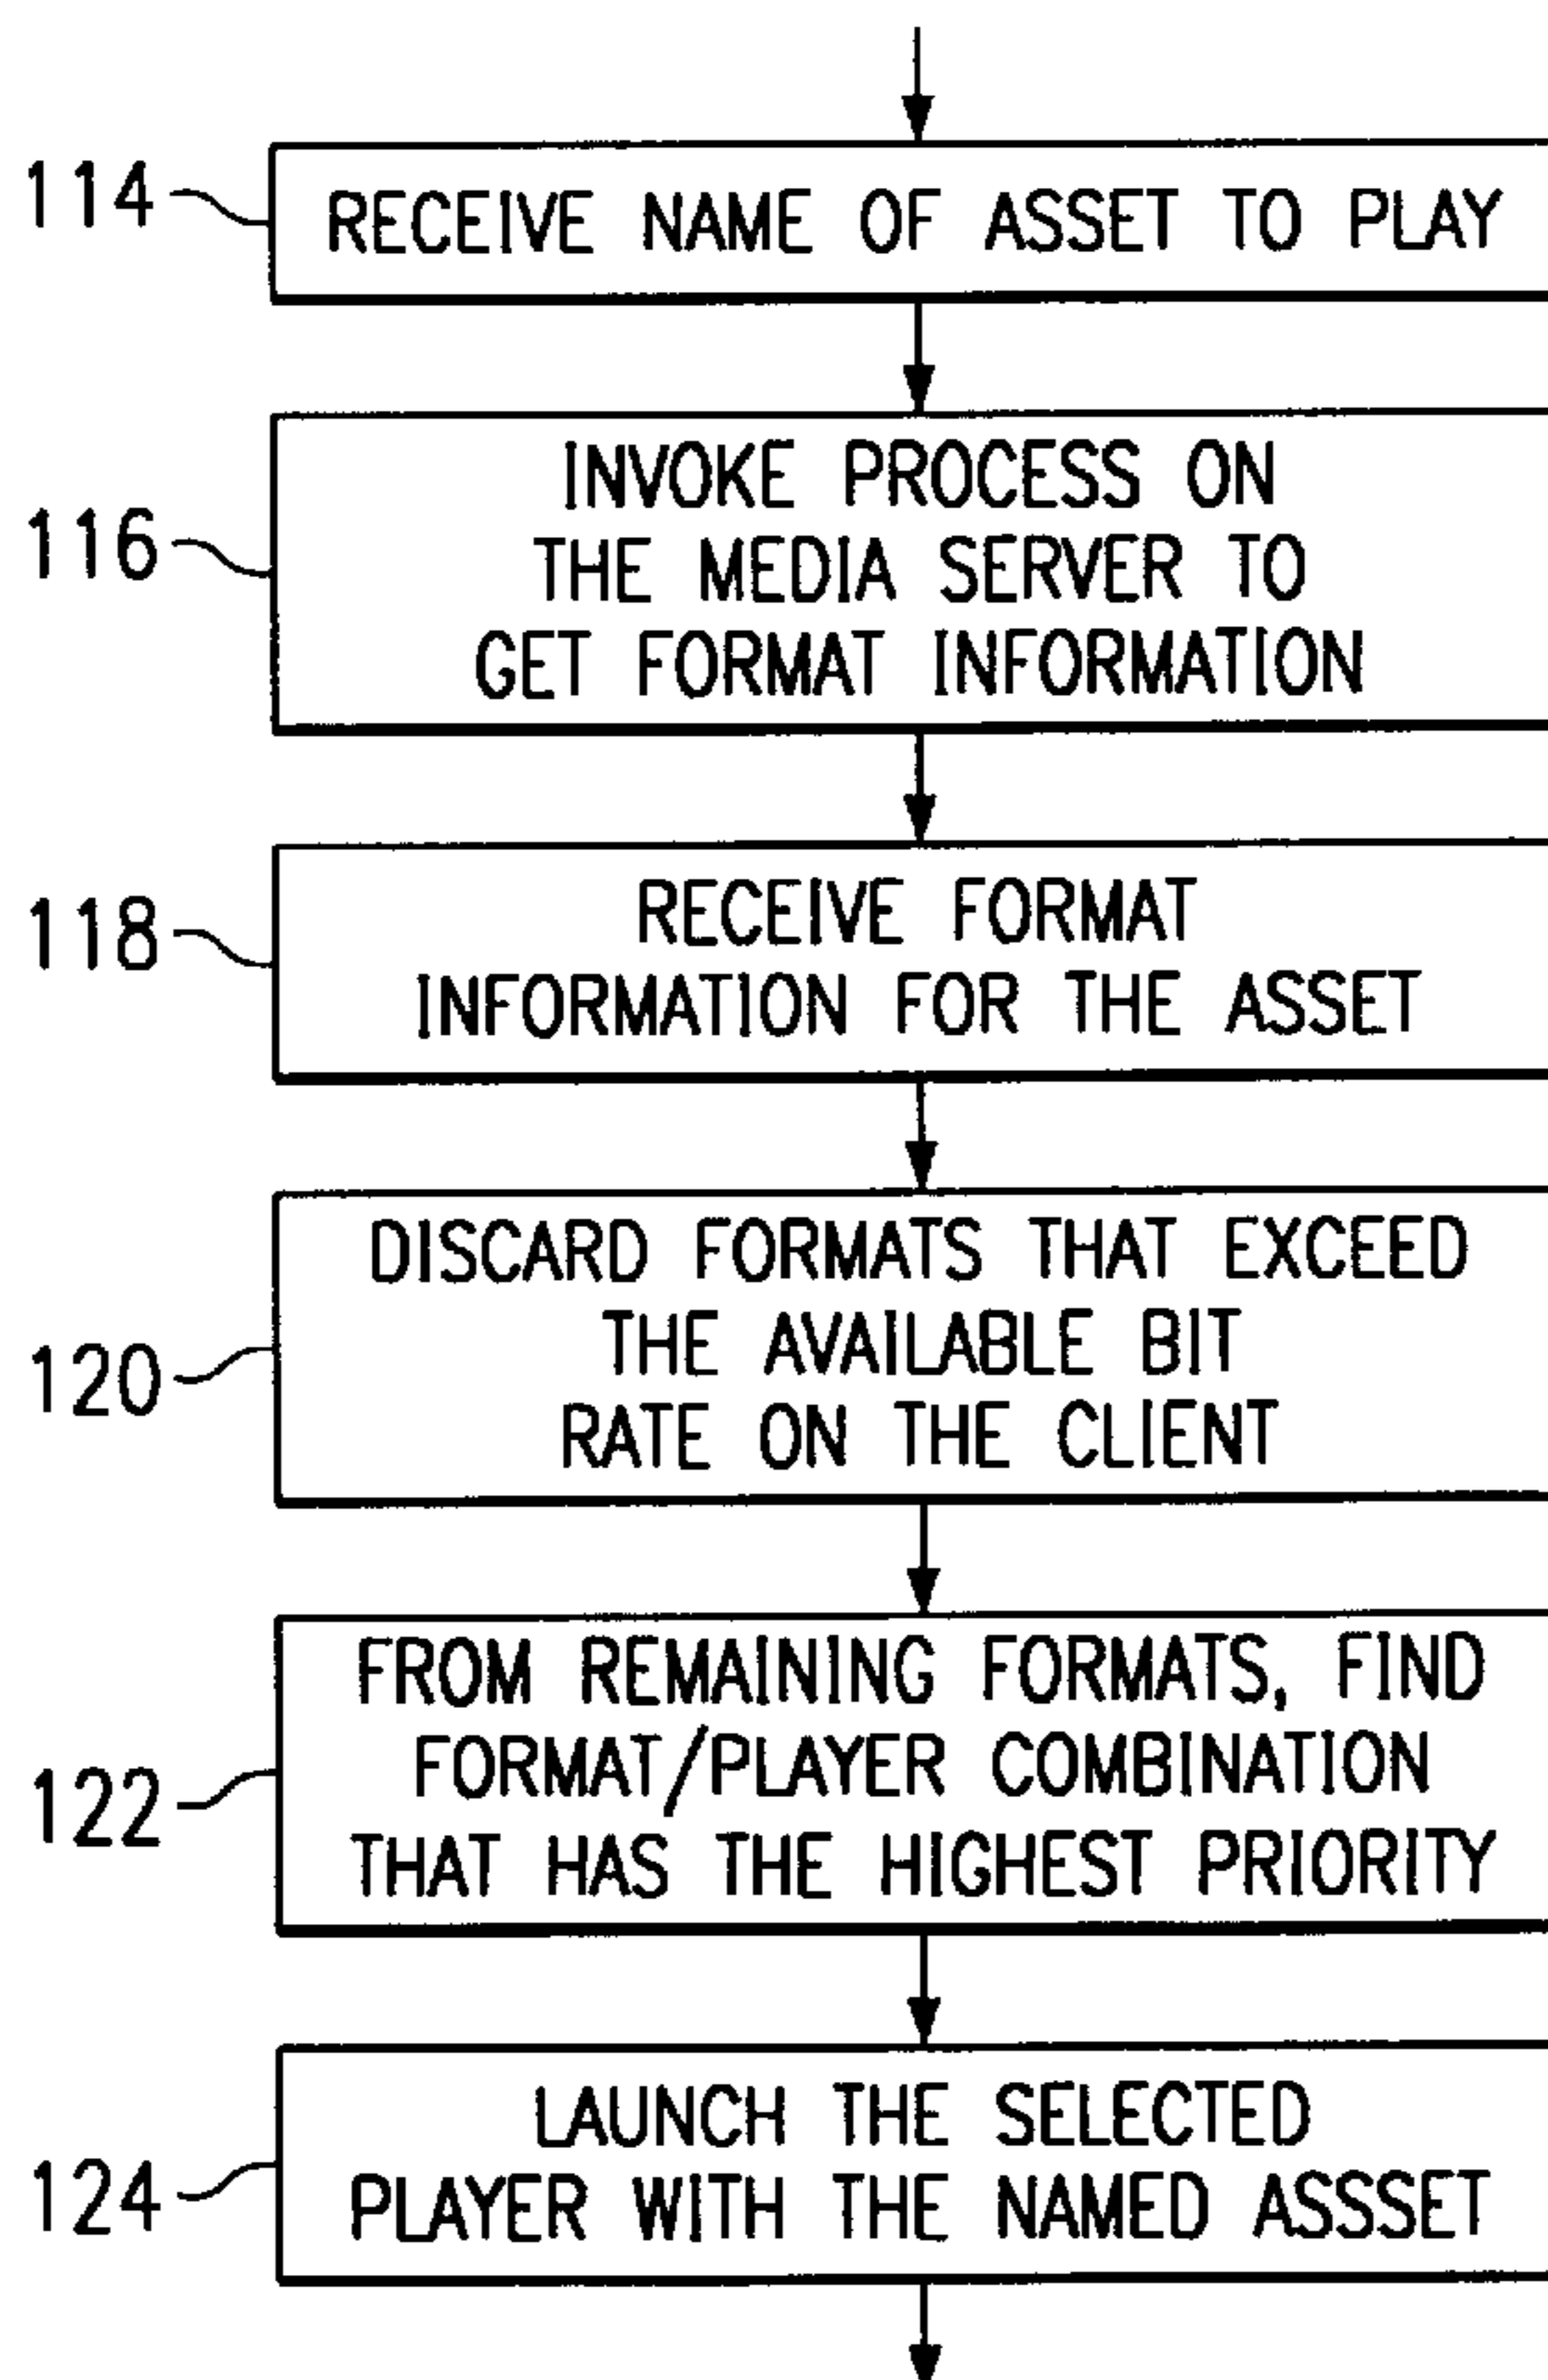 114
RECEIVE NAME OF ASSET TO PLAY
116
INVOKE PROCESS ON
THE MEDIA SERVER TO
GET FORMAT INFORMATION
118
RECEIVE FORMAT
INFORMATION FOR THE ASSET
120
DISCARD FORMATS THAT EXCEED
THE AVAILABLE BIT
RATE ON THE CLIENT
122
FROM REMAINING FORMATS, FIND
FORMAT/PLAYER COMBINATION
THAT HAS THE HIGHEST PRIORITY
124
LAUNCH THE SELECTED
PLAYER WITH THE NAMED ASSSET